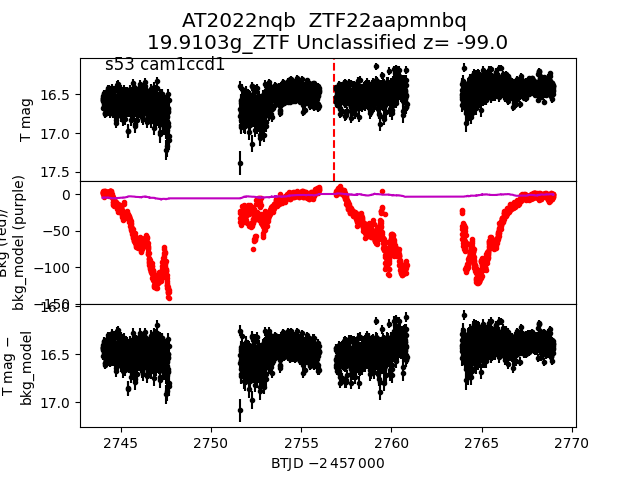 AT2022nqb ZTF22aapmnbq
19.9103g_ZTF Unclassified z= -99.0
s53 cam1ccd1
T mag
16.5
17.0
17.5
Bkg (red)/
bkg_model (purple)
0
−50
−100
−150
T mag −
bkg_model
16.0
16.5
17.0
2745
2750
2755
2760
2765
2770
BTJD −2 457 000